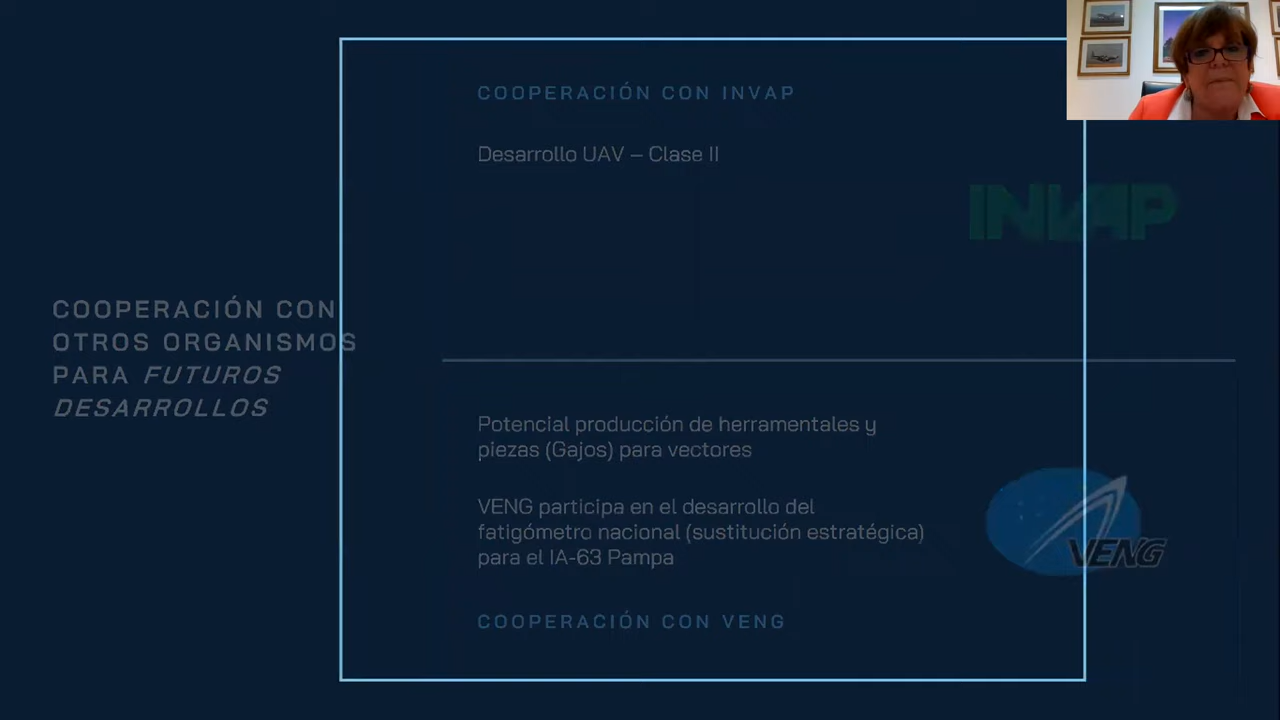 COOPERACIÓN CON
OTROS ORGANISMOS
PARA FUTUROS
DESARROLLOS
COOPERACIÓN CON INVAP
Desarrollo UAV – Clase II
INVAP
Potencial producción de herramentales y
piezas (Gajos) para vectores
VENG participa en el desarrollo del
fatigómetro nacional (sustitución estratégica)
para el IA-63 Pampa
VENG
COOPERACIÓN CON VENG